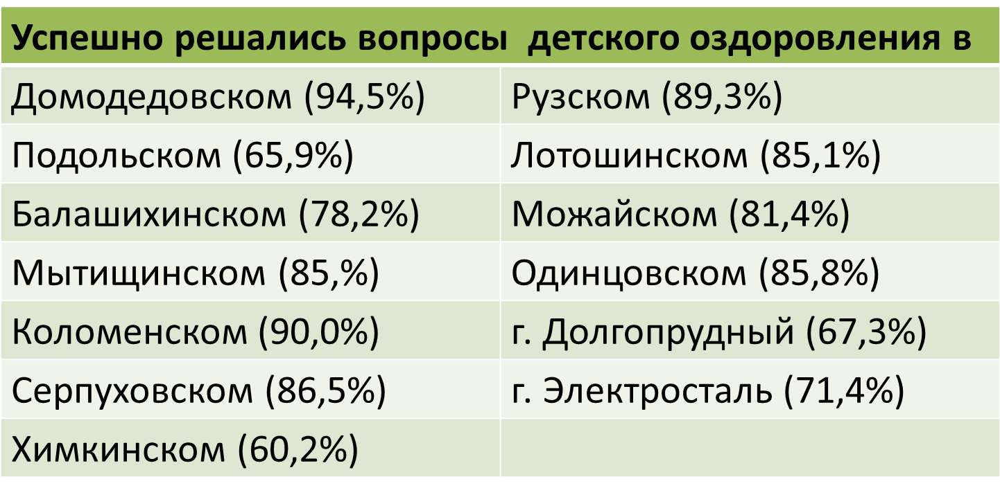 Успешно решались вопросы  детского оздоровления в
Домодедовском (94,5%) Рузском (89,3%)
Подольском (65,9%) Лотошинском (85,1%)
Балашихинском (78,2%) Можайском (81,4%)
Мытищинском (85,%) Одинцовском (85,8%)
Коломенском (90,0%) г. Долгопрудный (67,3%)
Серпуховском (86,5%) г. Электросталь (71,4%)
Химкинском (60,2%)